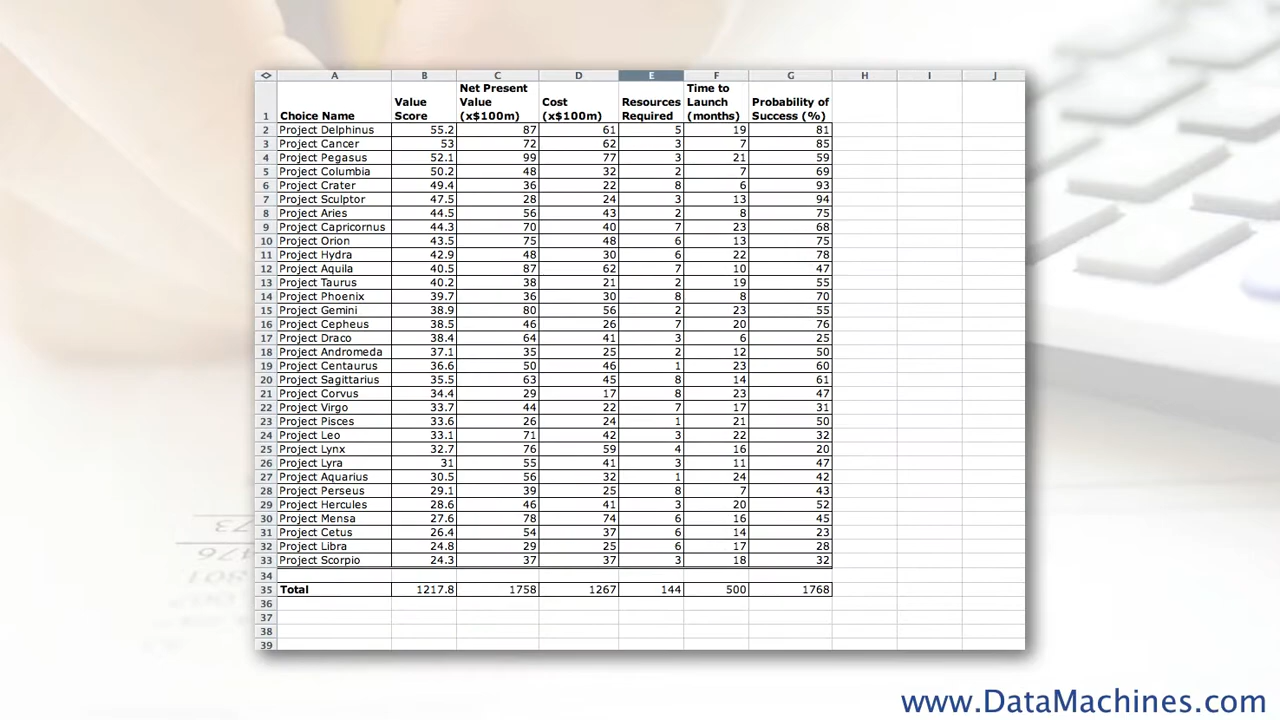 A B C D E F G H I J
1 Choice Name Value Score Net Present Value (x$100m) Cost (x$100m) Resources Required Time to Launch (months) Probability of Success (%)
2 Project Delphinus 55.2 87 61 5 19 81
3 Project Cancer 53 72 62 3 7 85
4 Project Pegasus 52.1 99 77 3 21 59
5 Project Columbia 50.2 48 32 2 7 69
6 Project Crater 49.4 36 22 8 6 93
7 Project Sculptor 47.5 28 24 3 13 94
8 Project Aries 44.5 56 43 2 8 75
9 Project Capricornus 44.3 70 40 7 23 68
10 Project Orion 43.5 75 48 6 13 75
11 Project Hydra 42.9 48 30 6 22 78
12 Project Aquila 40.5 87 62 7 10 47
13 Project Taurus 40.2 38 21 2 19 55
14 Project Phoenix 39.7 36 30 8 8 70
15 Project Gemini 38.9 80 56 2 23 55
16 Project Cepheus 38.5 46 26 7 20 76
17 Project Draco 38.4 64 41 3 6 25
18 Project Andromeda 37.1 35 25 2 12 50
19 Project Centaurus 36.6 50 46 1 23 60
20 Project Sagittarius 35.5 63 45 8 14 61
21 Project Corvus 34.4 29 17 8 23 47
22 Project Virgo 33.7 44 22 7 17 31
23 Project Pisces 33.6 26 24 1 21 50
24 Project Leo 33.1 71 42 3 22 32
25 Project Lynx 32.7 76 59 4 16 20
26 Project Lyra 31 55 41 3 11 47
27 Project Aquarius 30.5 56 32 1 24 42
28 Project Perseus 29.1 39 25 8 7 43
29 Project Hercules 28.6 46 41 3 20 52
30 Project Mensa 27.6 78 74 6 16 45
31 Project Cetus 26.4 54 37 6 14 23
32 Project Libra 24.8 29 25 6 17 28
33 Project Scorpio 24.3 37 37 3 18 32
34
35 Total 1217.8 1758 1267 144 500 1768
36
37
38
39
www.DataMachines.com